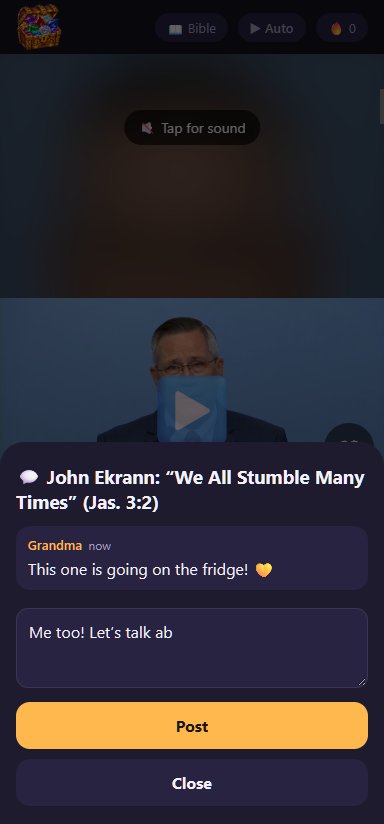 Bible
Auto
0
Tap for sound
John Ekrann: “We All Stumble Many
Times” (Jas. 3:2)
Grandma now
This one is going on the fridge!
Me too! Let’s talk ab
Post
Close